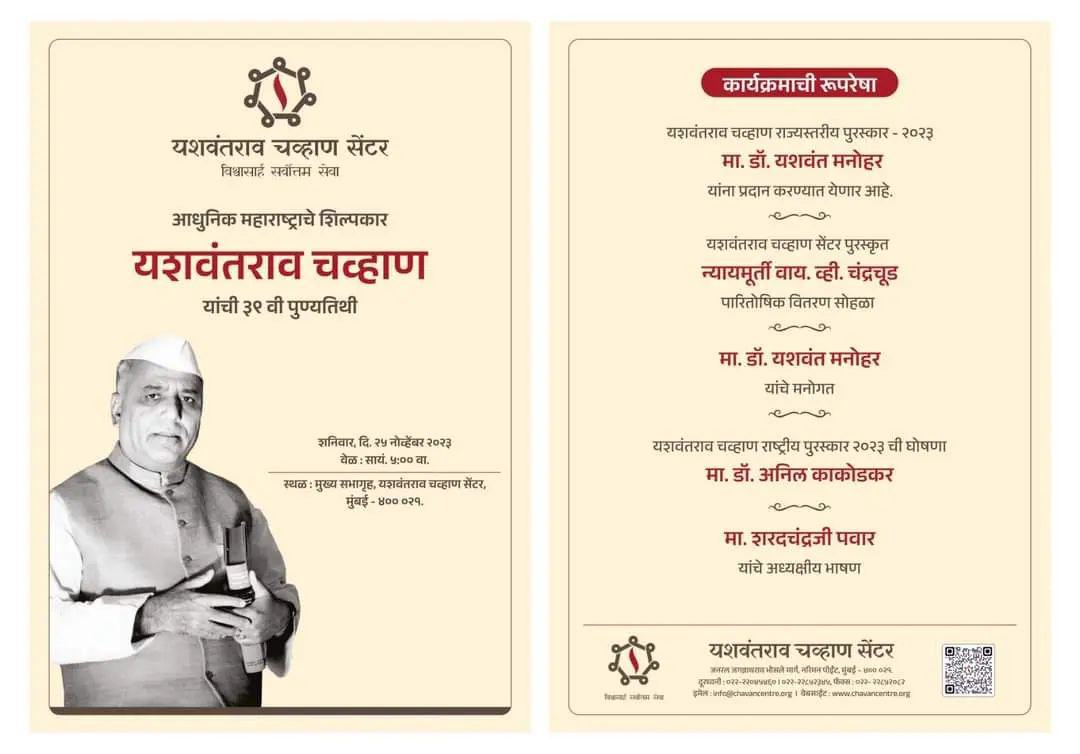 यशवंतराव चव्हाण सेंटर
विश्वासार्ह सर्वोत्तम सेवा
आधुनिक महाराष्ट्राचे शिल्पकार
यशवंतराव चव्हाण
यांची ३९ वी पुण्यतिथी
शनिवार, दि. २५ नोव्हेंबर २०२३
वेळ : सायं. ५:०० वा.
स्थळ : मुख्य सभागृह, यशवंतराव चव्हाण सेंटर,
मुंबई - ४०० ०२१.
कार्यक्रमाची रूपरेषा
यशवंतराव चव्हाण राज्यस्तरीय पुरस्कार - २०२३
मा. डॉ. यशवंत मनोहर
यांना प्रदान करण्यात येणार आहे.
यशवंतराव चव्हाण सेंटर पुरस्कृत
न्यायमूर्ती वाय. व्ही. चंद्रचूड
पारितोषिक वितरण सोहळा
मा. डॉ. यशवंत मनोहर
यांचे मनोगत
यशवंतराव चव्हाण राष्ट्रीय पुरस्कार २०२३ ची घोषणा
मा. डॉ. अनिल काकोडकर
मा. शरदचंद्रजी पवार
यांचे अध्यक्षीय भाषण
विश्वासार्ह सर्वोत्तम सेवा
यशवंतराव चव्हाण सेंटर
जनरल जगन्नाथराव भोसले मार्ग, नरिमन पॉईंट, मुंबई - ४०० ०२१.
दूरध्वनी : ०२२-२२०४५४६० । ०२२-२२८५२३४५, फॅक्स : ०२२- २२८५२०८२
इमेल : info@chavancentre.org । वेबसाईट : www.chavancentre.org